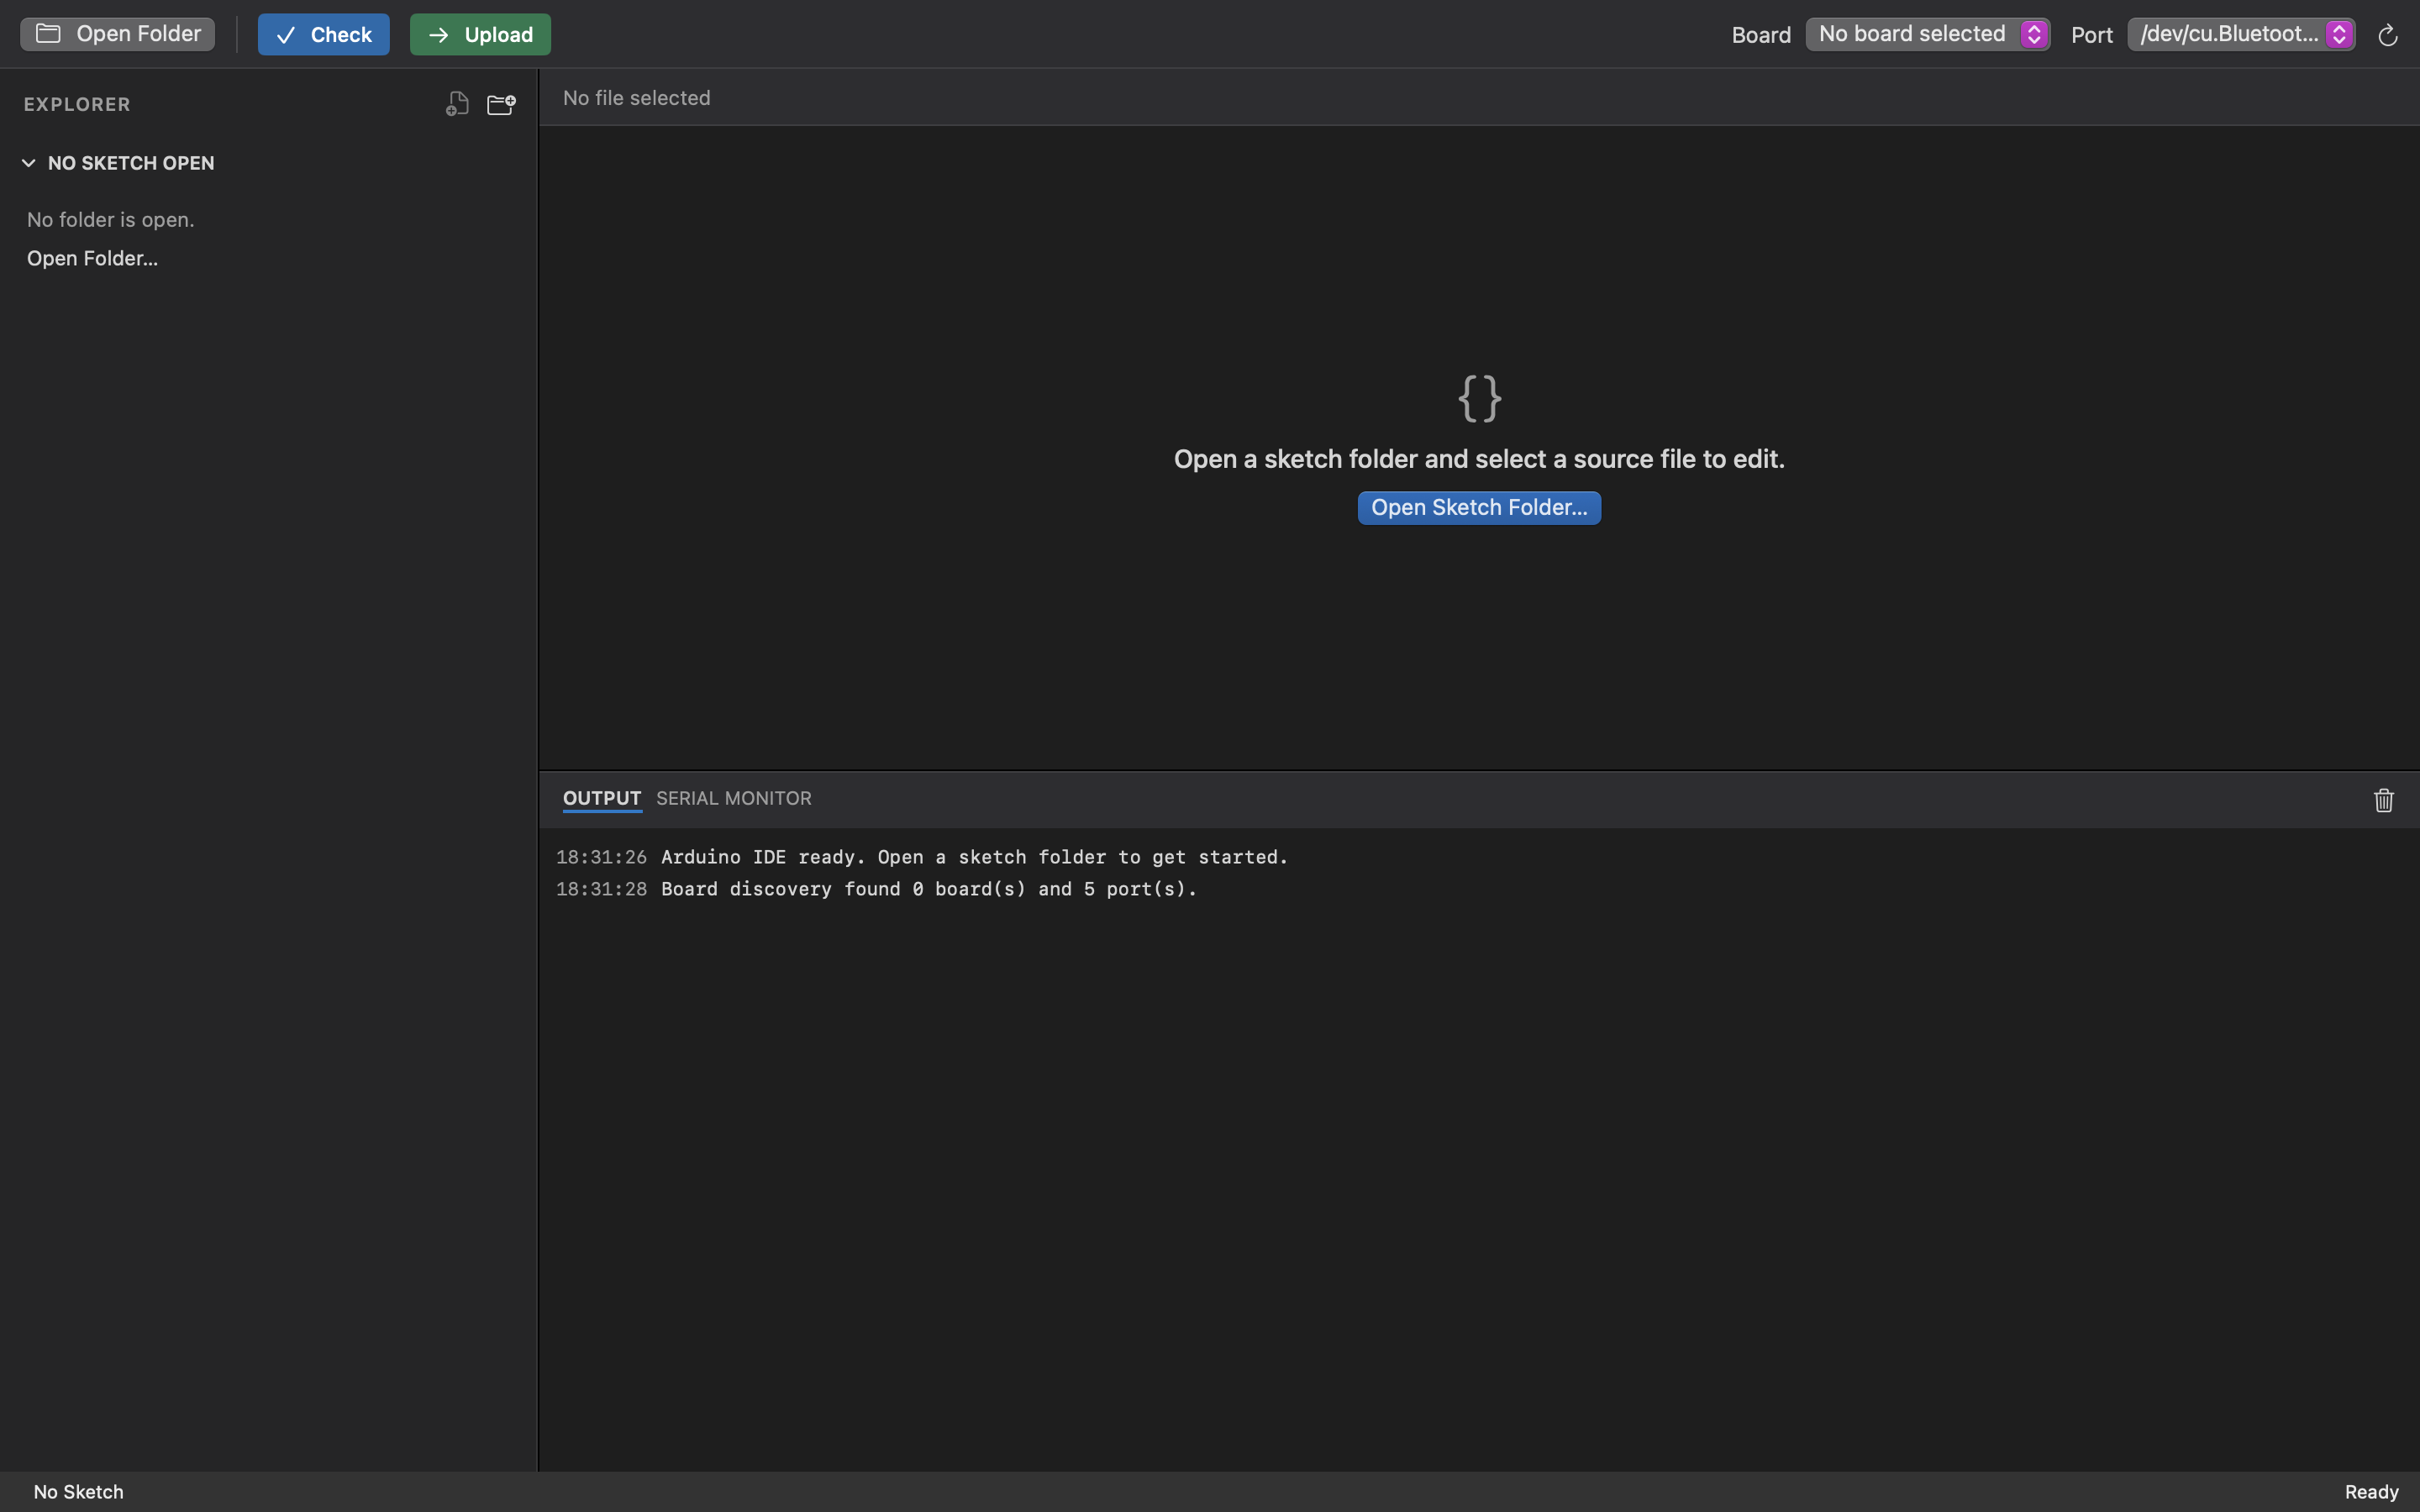 Open Folder
Check
Upload
Board
No board selected
Port
/dev/cu.Bluetoot...
EXPLORER
NO SKETCH OPEN
No folder is open.
Open Folder...
No file selected
{}
Open a sketch folder and select a source file to edit.
Open Sketch Folder...
OUTPUT SERIAL MONITOR
18:31:26 Arduino IDE ready. Open a sketch folder to get started.
18:31:28 Board discovery found 0 board(s) and 5 port(s).
No Sketch
Ready